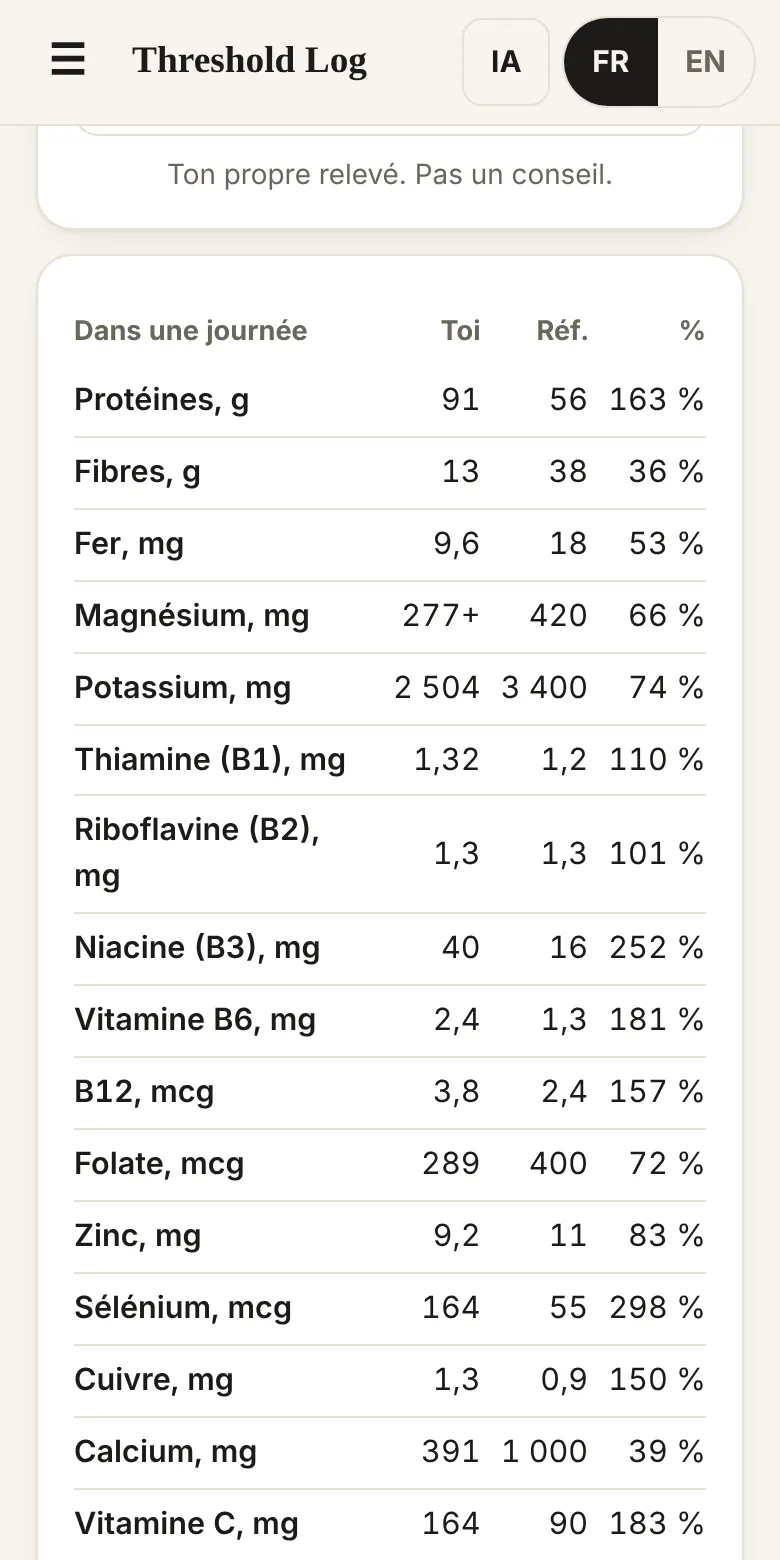 ☰ Threshold Log IA FR EN
Ton propre relevé. Pas un conseil.
Dans une journée Toi Réf. %
Protéines, g 91 56 163 %
Fibres, g 13 38 36 %
Fer, mg 9,6 18 53 %
Magnésium, mg 277+ 420 66 %
Potassium, mg 2 504 3 400 74 %
Thiamine (B1), mg 1,32 1,2 110 %
Riboflavine (B2),
mg 1,3 1,3 101 %
Niacine (B3), mg 40 16 252 %
Vitamine B6, mg 2,4 1,3 181 %
B12, mcg 3,8 2,4 157 %
Folate, mcg 289 400 72 %
Zinc, mg 9,2 11 83 %
Sélénium, mcg 164 55 298 %
Cuivre, mg 1,3 0,9 150 %
Calcium, mg 391 1 000 39 %
Vitamine C, mg 164 90 183 %